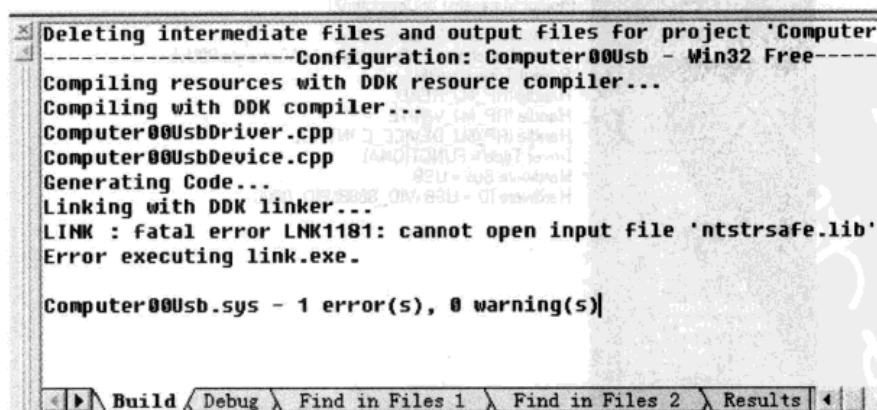 Deleting intermediate files and output files for project 'Computer
--------------------Configuration: Computer00Usb - Win32 Free-----
Compiling resources with DDK resource compiler...
Compiling with DDK compiler...
Computer00UsbDriver.cpp
Computer00UsbDevice.cpp
Generating Code...
Linking with DDK linker...
LINK : fatal error LNK1181: cannot open input file 'ntstrsafe.lib'
Error executing link.exe.
Computer00Usb.sys - 1 error(s), 0 warning(s)
Build Debug Find in Files 1 Find in Files 2 Results